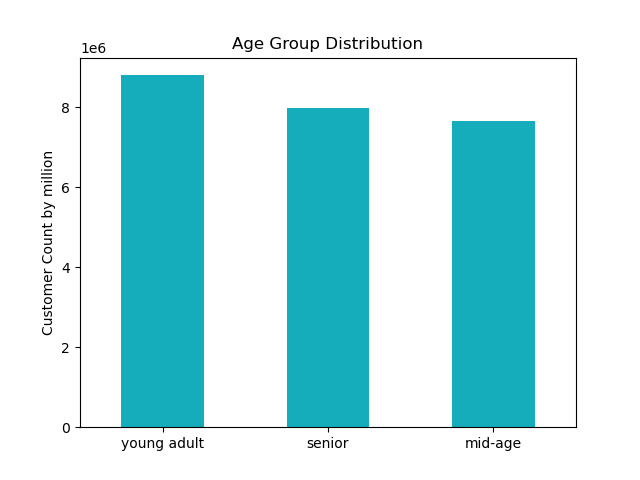 Age Group Distribution
1e6
Customer Count by million
8
6
4
2
0
young adult senior mid-age